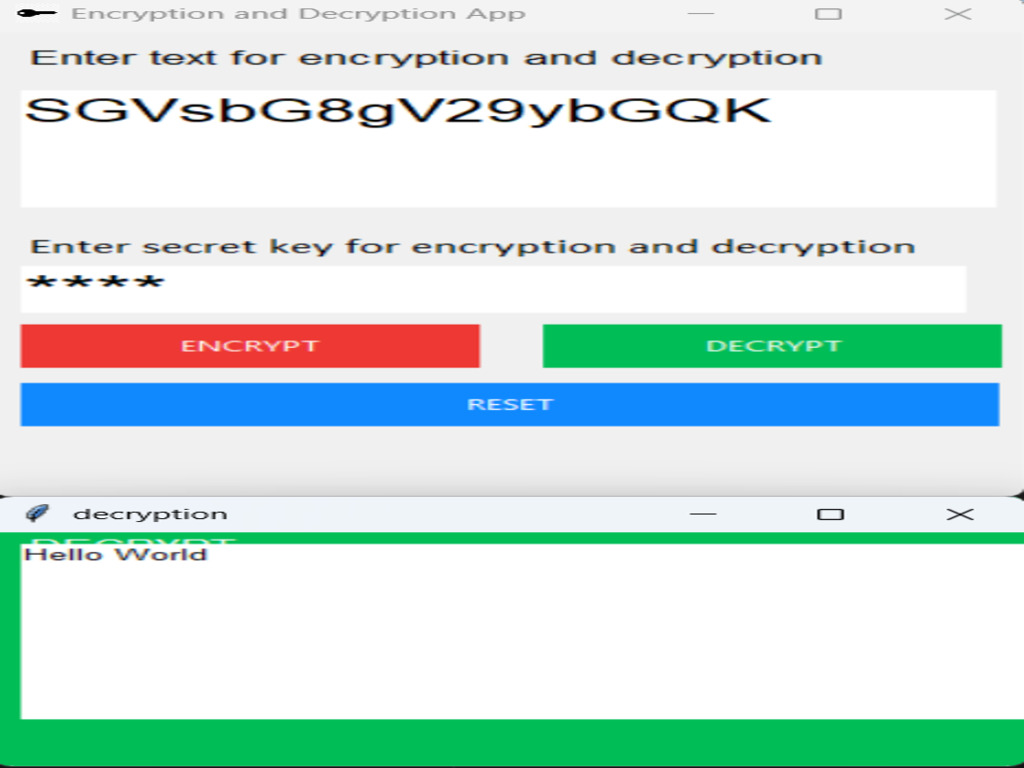 Encryption and Decryption App
Enter text for encryption and decryption
SGVsbG8gV29ybGQK
Enter secret key for encryption and decryption
****
ENCRYPT
DECRYPT
RESET
decryption
DECRYPT
Hello World